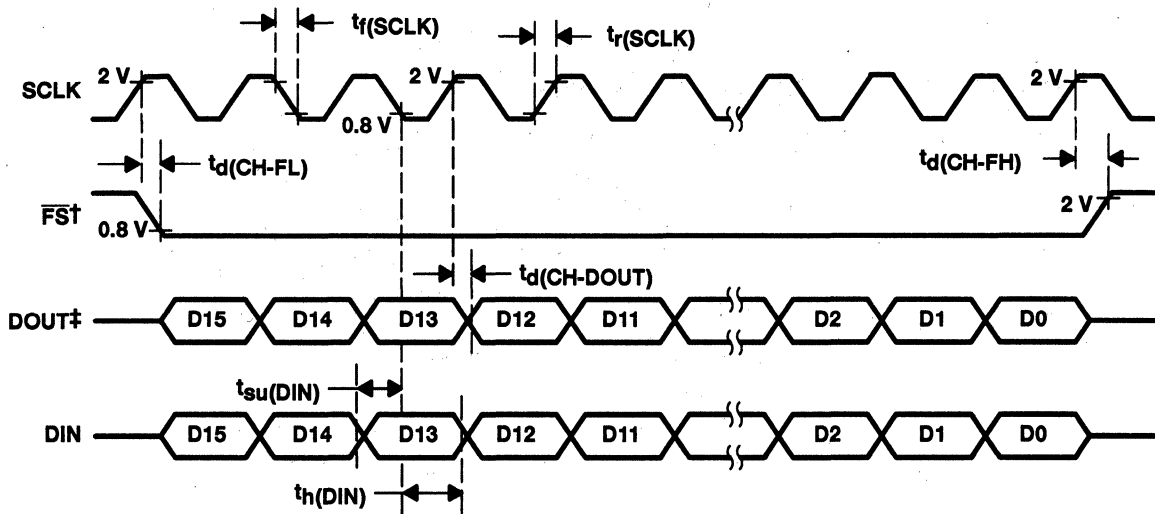 tf(SCLK)
tr(SCLK)
SCLK
2 V
2 V
2 V
0.8 V
td(CH-FL)
td(CH-FH)
FS†
0.8 V
2 V
td(CH-DOUT)
DOUT‡
D15 D14 D13 D12 D11 D2 D1 D0
tsu(DIN)
DIN
D15 D14 D13 D12 D11 D2 D1 D0
th(DIN)